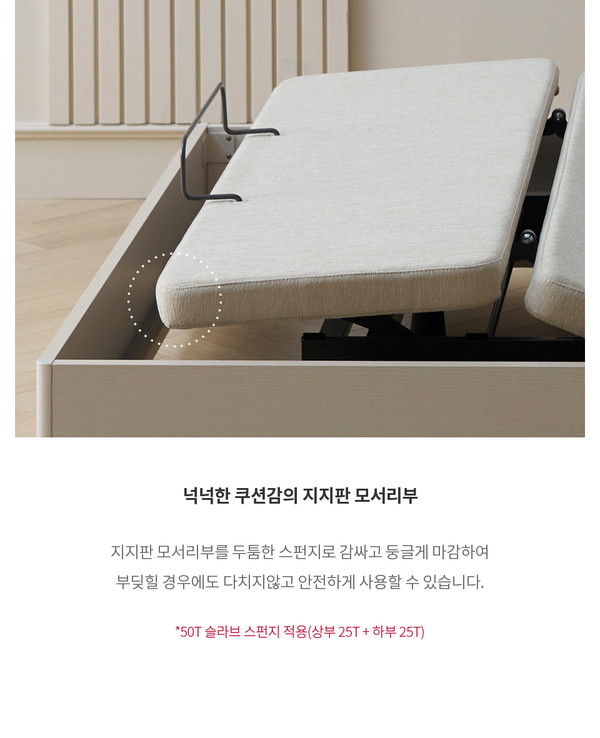 넉넉한 쿠션감의 지지판 모서리부
지지판 모서리부를 두툼한 스펀지로 감싸고 둥글게 마감하여
부딪힐 경우에도 다치지않고 안전하게 사용할 수 있습니다.
*50T 슬라브 스펀지 적용(상부 25T + 하부 25T)